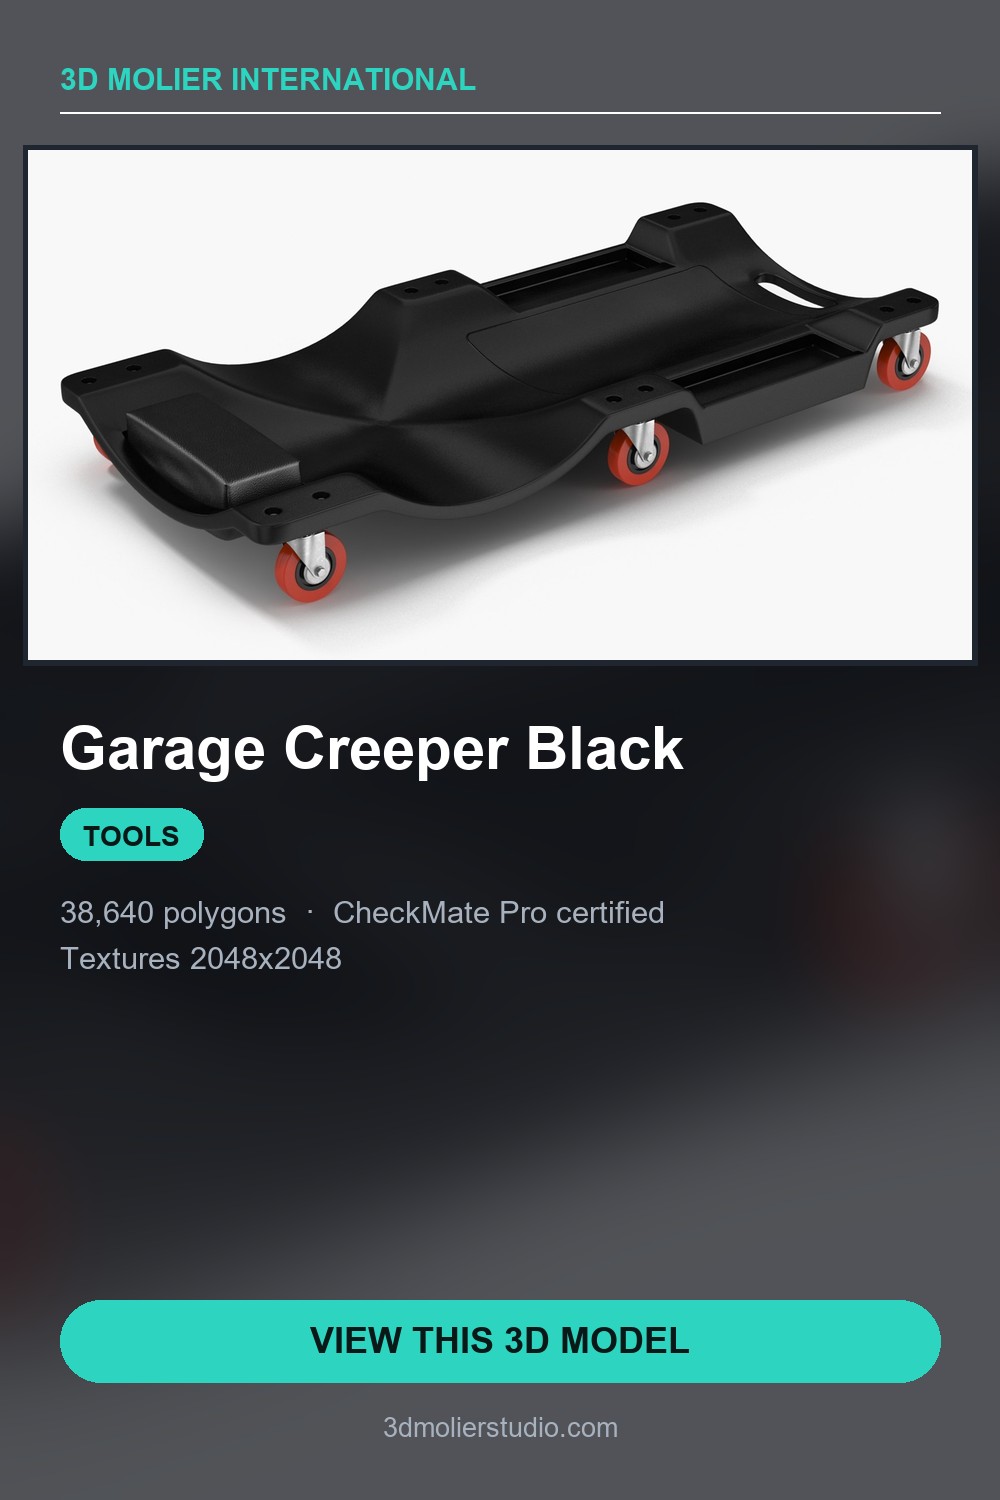 3D MOLIER INTERNATIONAL
Garage Creeper Black
TOOLS
38,640 polygons · CheckMate Pro certified
Textures 2048x2048
VIEW THIS 3D MODEL
3dmolierstudio.com